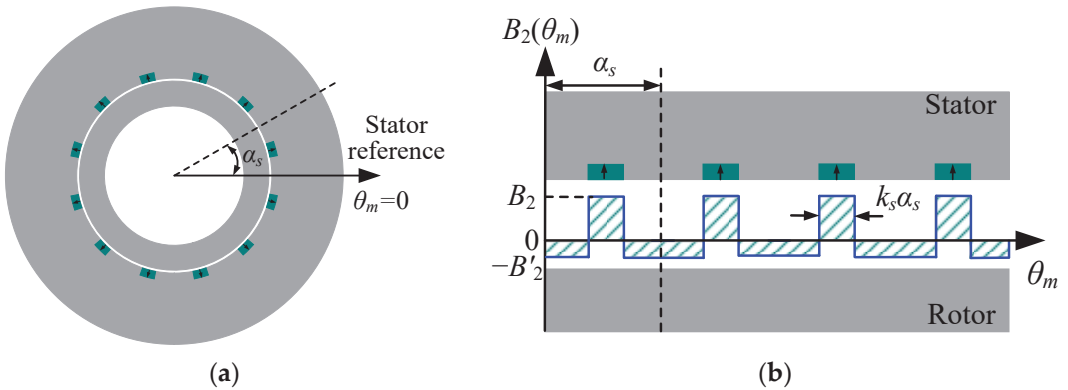 Stator
reference
α_s
θ_m=0
(a)
B_2(θ_m)
α_s
Stator
B_2
k_sα_s
0
−B'_2
θ_m
Rotor
(b)